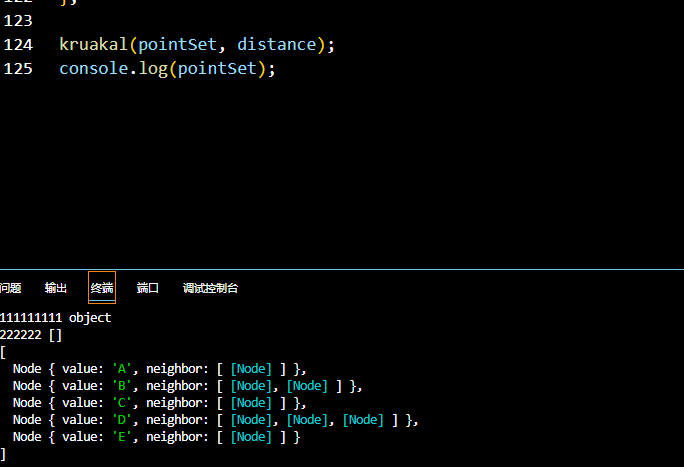 122 };
123
124 kruakal(pointSet, distance);
125 console.log(pointSet);
问题 输出 终端 端口 调试控制台
111111111 object
222222 []
[
  Node { value: 'A', neighbor: [ [Node] ] },
  Node { value: 'B', neighbor: [ [Node], [Node] ] },
  Node { value: 'C', neighbor: [ [Node] ] },
  Node { value: 'D', neighbor: [ [Node], [Node], [Node] ] },
  Node { value: 'E', neighbor: [ [Node] ] }
]